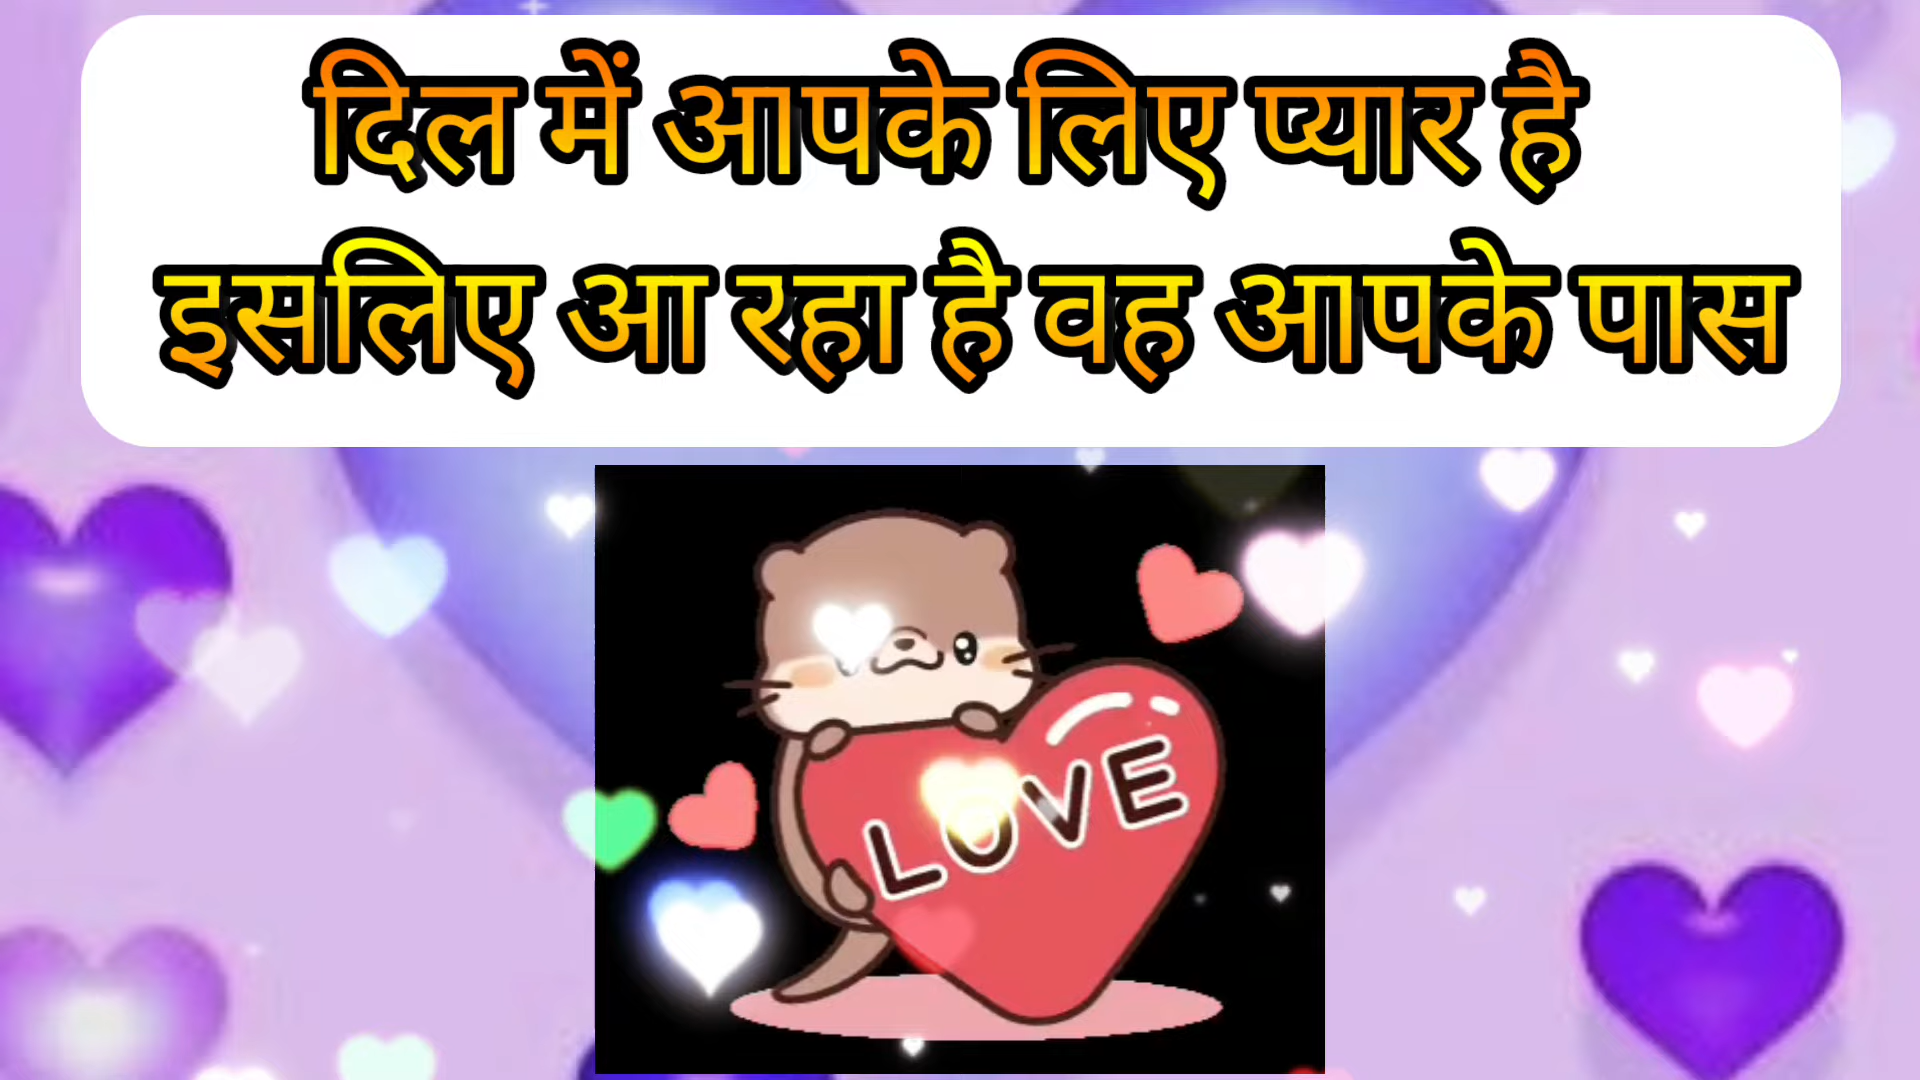 दिल में आपके लिए प्यार है
इसलिए आ रहा है वह आपके पास
LOVE